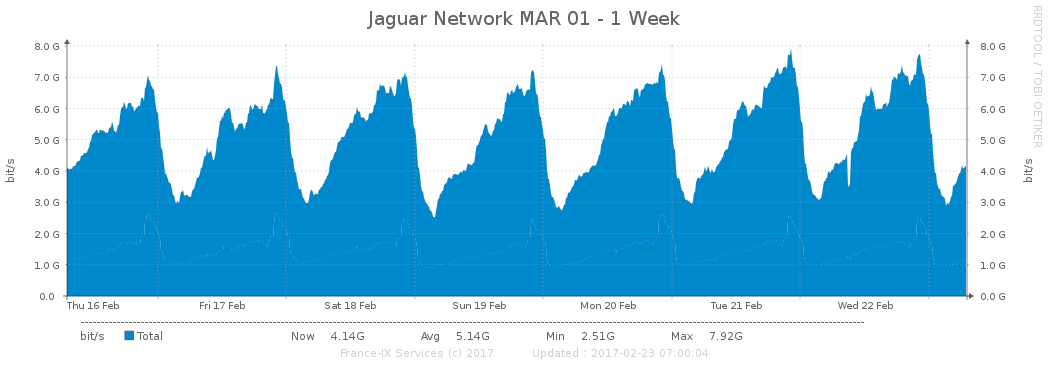 Jaguar Network MAR 01 - 1 Week
RRDTOOL / TOBI OETIKER
8.0 G 8.0 G
7.0 G 7.0 G
6.0 G 6.0 G
5.0 G 5.0 G
4.0 G 4.0 G
3.0 G 3.0 G
2.0 G 2.0 G
1.0 G 1.0 G
0.0 0.0 G
bit/s
bit/s
Thu 16 Feb Fri 17 Feb Sat 18 Feb Sun 19 Feb Mon 20 Feb Tue 21 Feb Wed 22 Feb
bit/s Total Now 4.14G Avg 5.14G Min 2.51G Max 7.92G
France-IX Services (c) 2017 Updated : 2017-02-23 07:00:04